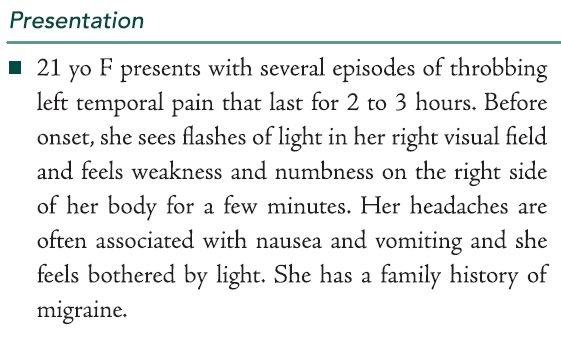 Presentation
■ 21 yo F presents with several episodes of throbbing
left temporal pain that last for 2 to 3 hours. Before
onset, she sees flashes of light in her right visual field
and feels weakness and numbness on the right side
of her body for a few minutes. Her headaches are
often associated with nausea and vomiting and she
feels bothered by light. She has a family history of
migraine.